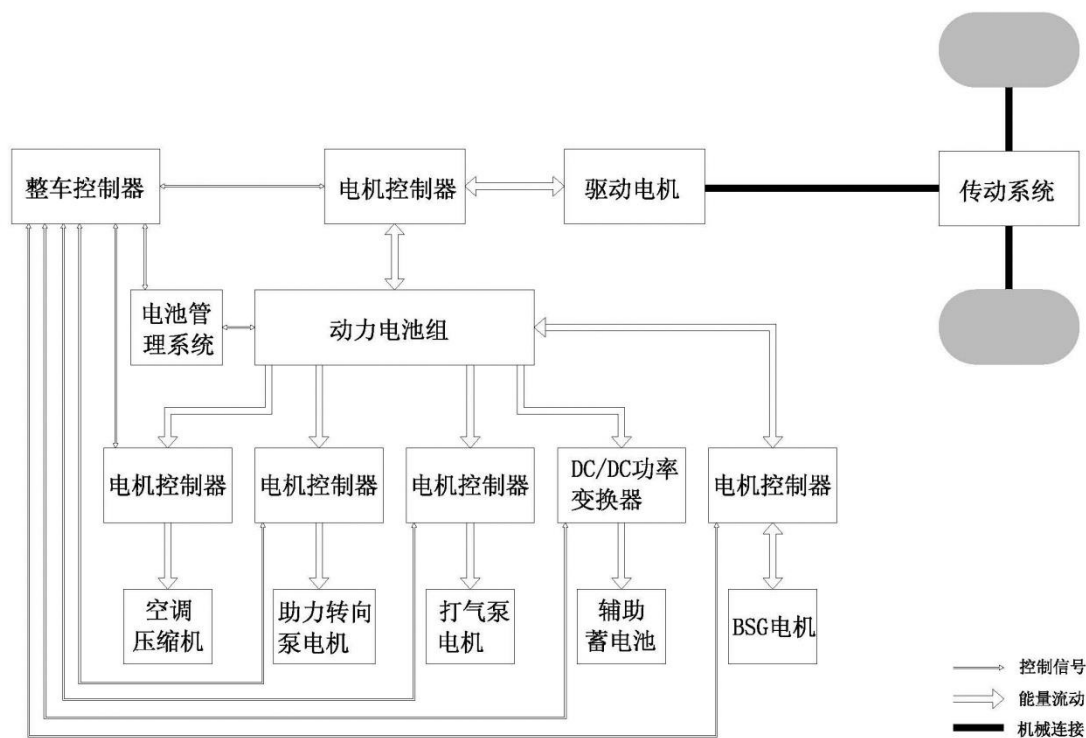 整车控制器
电机控制器
驱动电机
传动系统
电池管
理系统
动力电池组
电机控制器
电机控制器
电机控制器
DC/DC功率
变换器
电机控制器
空调
压缩机
助力转向
泵电机
打气泵
电机
辅助
蓄电池
BSG电机
控制信号
能量流动
机械连接